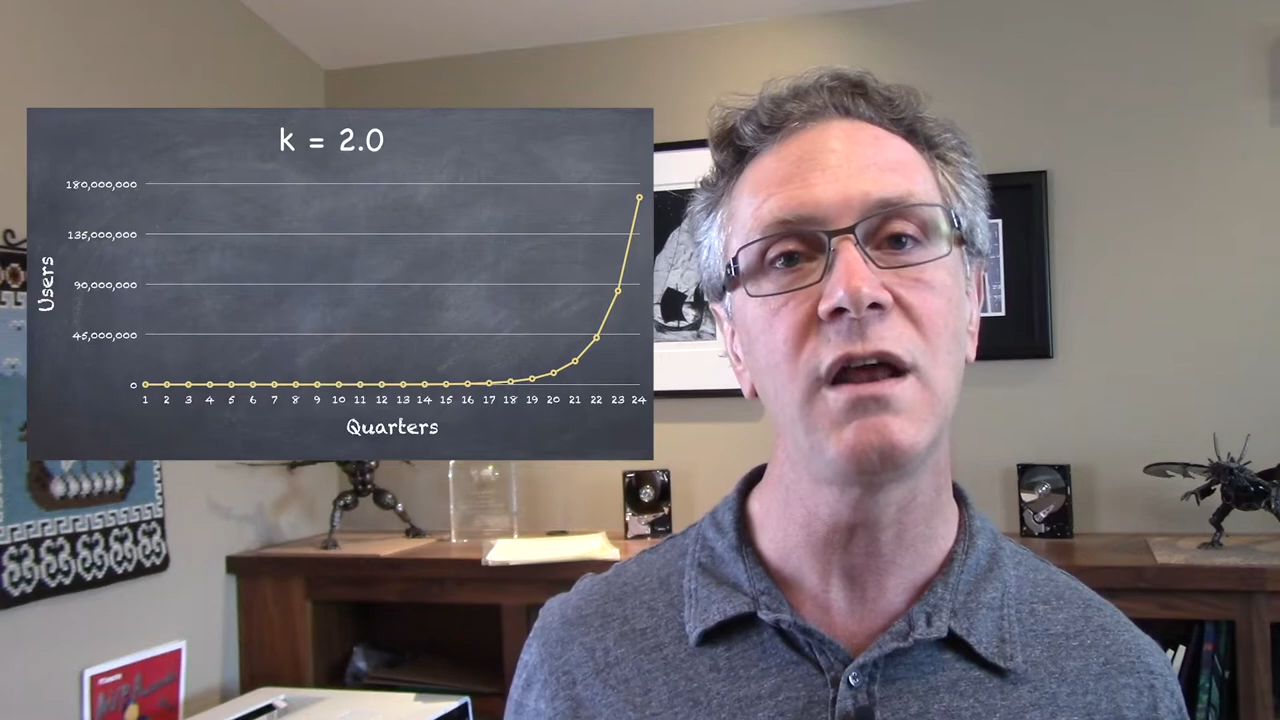 k = 2.0
180,000,000
135,000,000
90,000,000
45,000,000
0
Users
1 2 3 4 5 6 7 8 9 10 11 12 13 14 15 16 17 18 19 20 21 22 23 24
Quarters